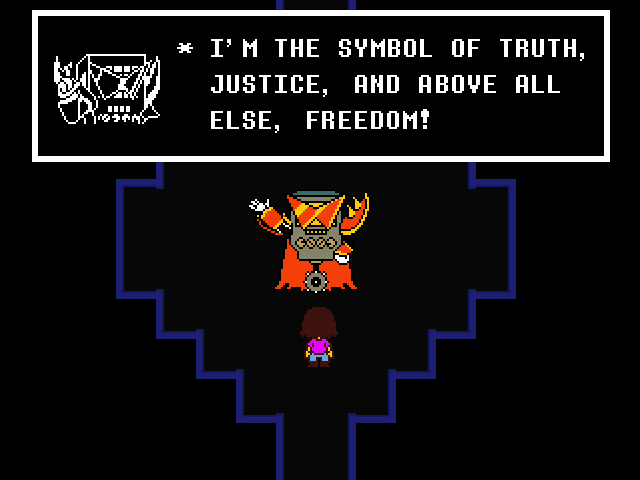 * I'M THE SYMBOL OF TRUTH,
JUSTICE, AND ABOVE ALL
ELSE, FREEDOM!